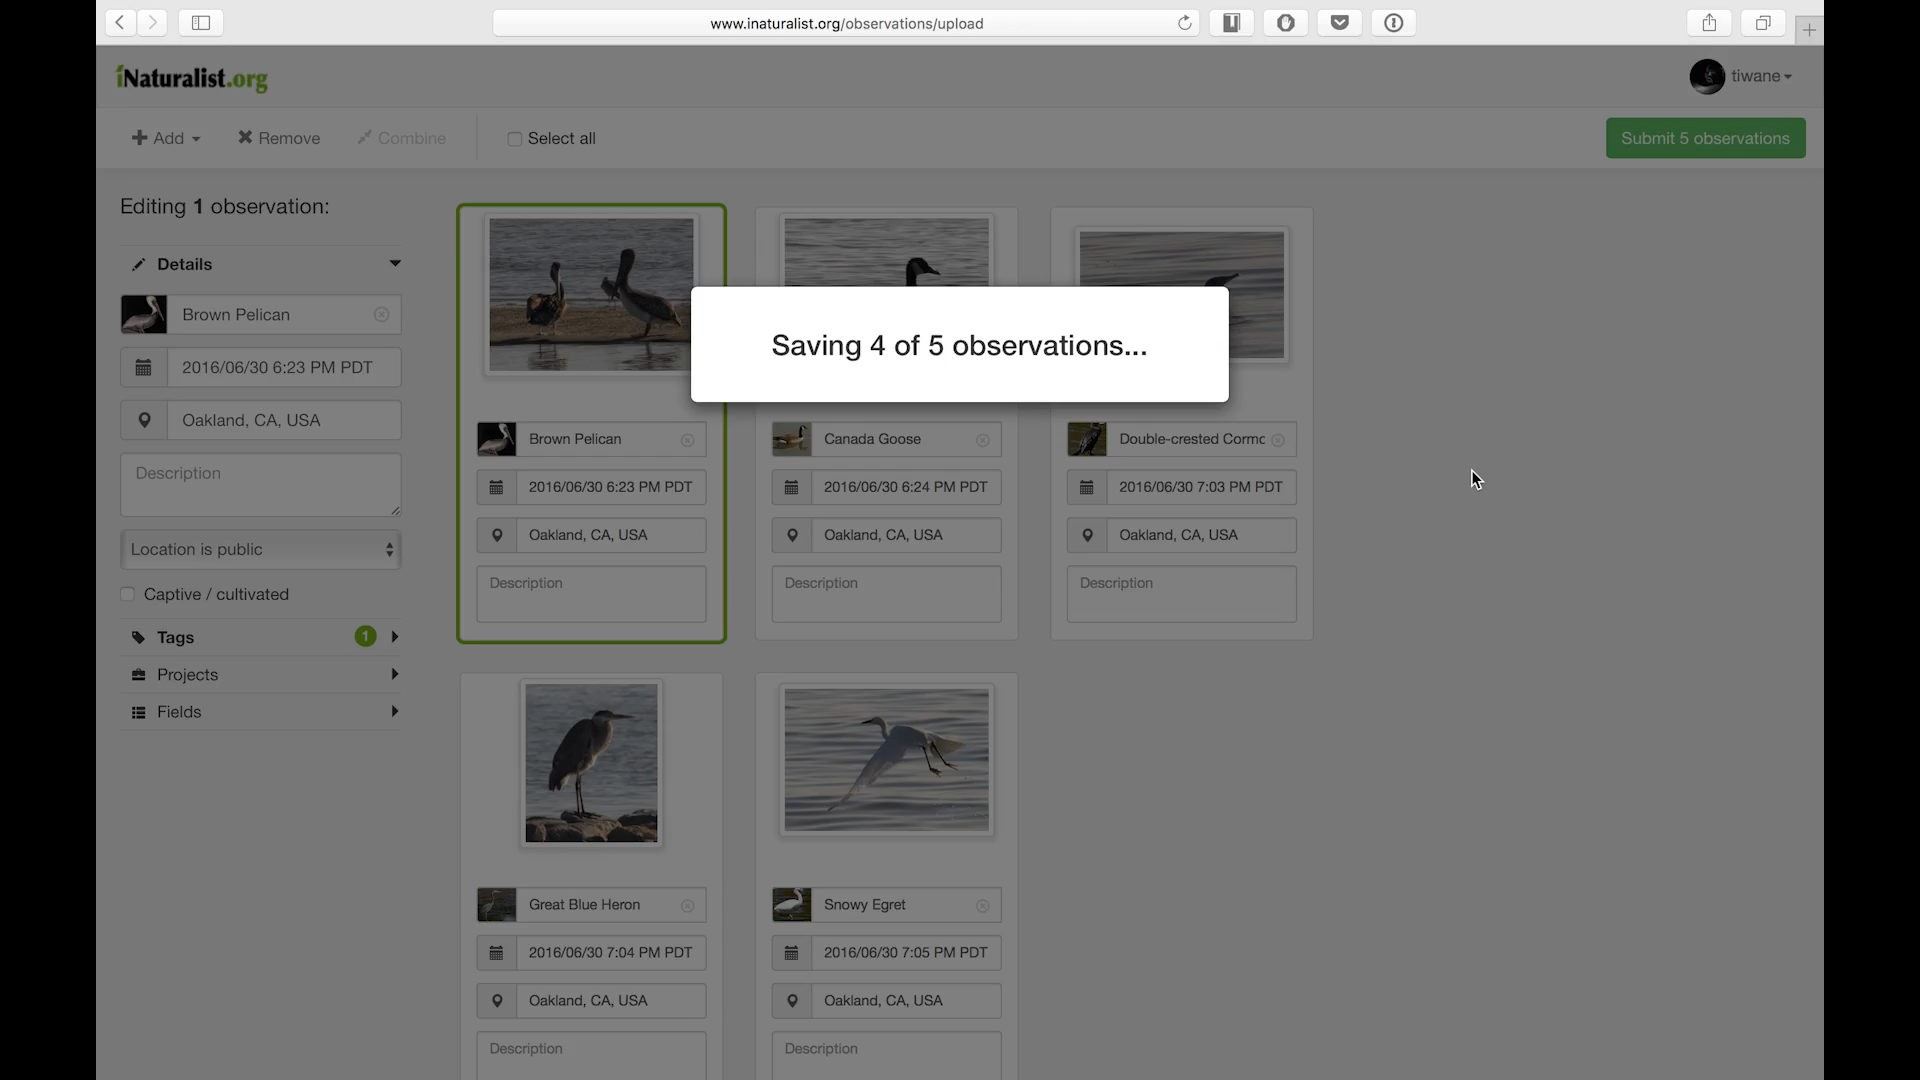 www.inaturalist.org/observations/upload
iNaturalist.org
tiwane
Add
Remove
Combine
Select all
Submit 5 observations
Editing 1 observation:
Details
Brown Pelican
2016/06/30 6:23 PM PDT
Oakland, CA, USA
Description
Location is public
Captive / cultivated
Tags
1
Projects
Fields
Saving 4 of 5 observations...
Brown Pelican
2016/06/30 6:23 PM PDT
Oakland, CA, USA
Description
Canada Goose
2016/06/30 6:24 PM PDT
Oakland, CA, USA
Description
Double-crested Cormo
2016/06/30 7:03 PM PDT
Oakland, CA, USA
Description
Great Blue Heron
2016/06/30 7:04 PM PDT
Oakland, CA, USA
Description
Snowy Egret
2016/06/30 7:05 PM PDT
Oakland, CA, USA
Description